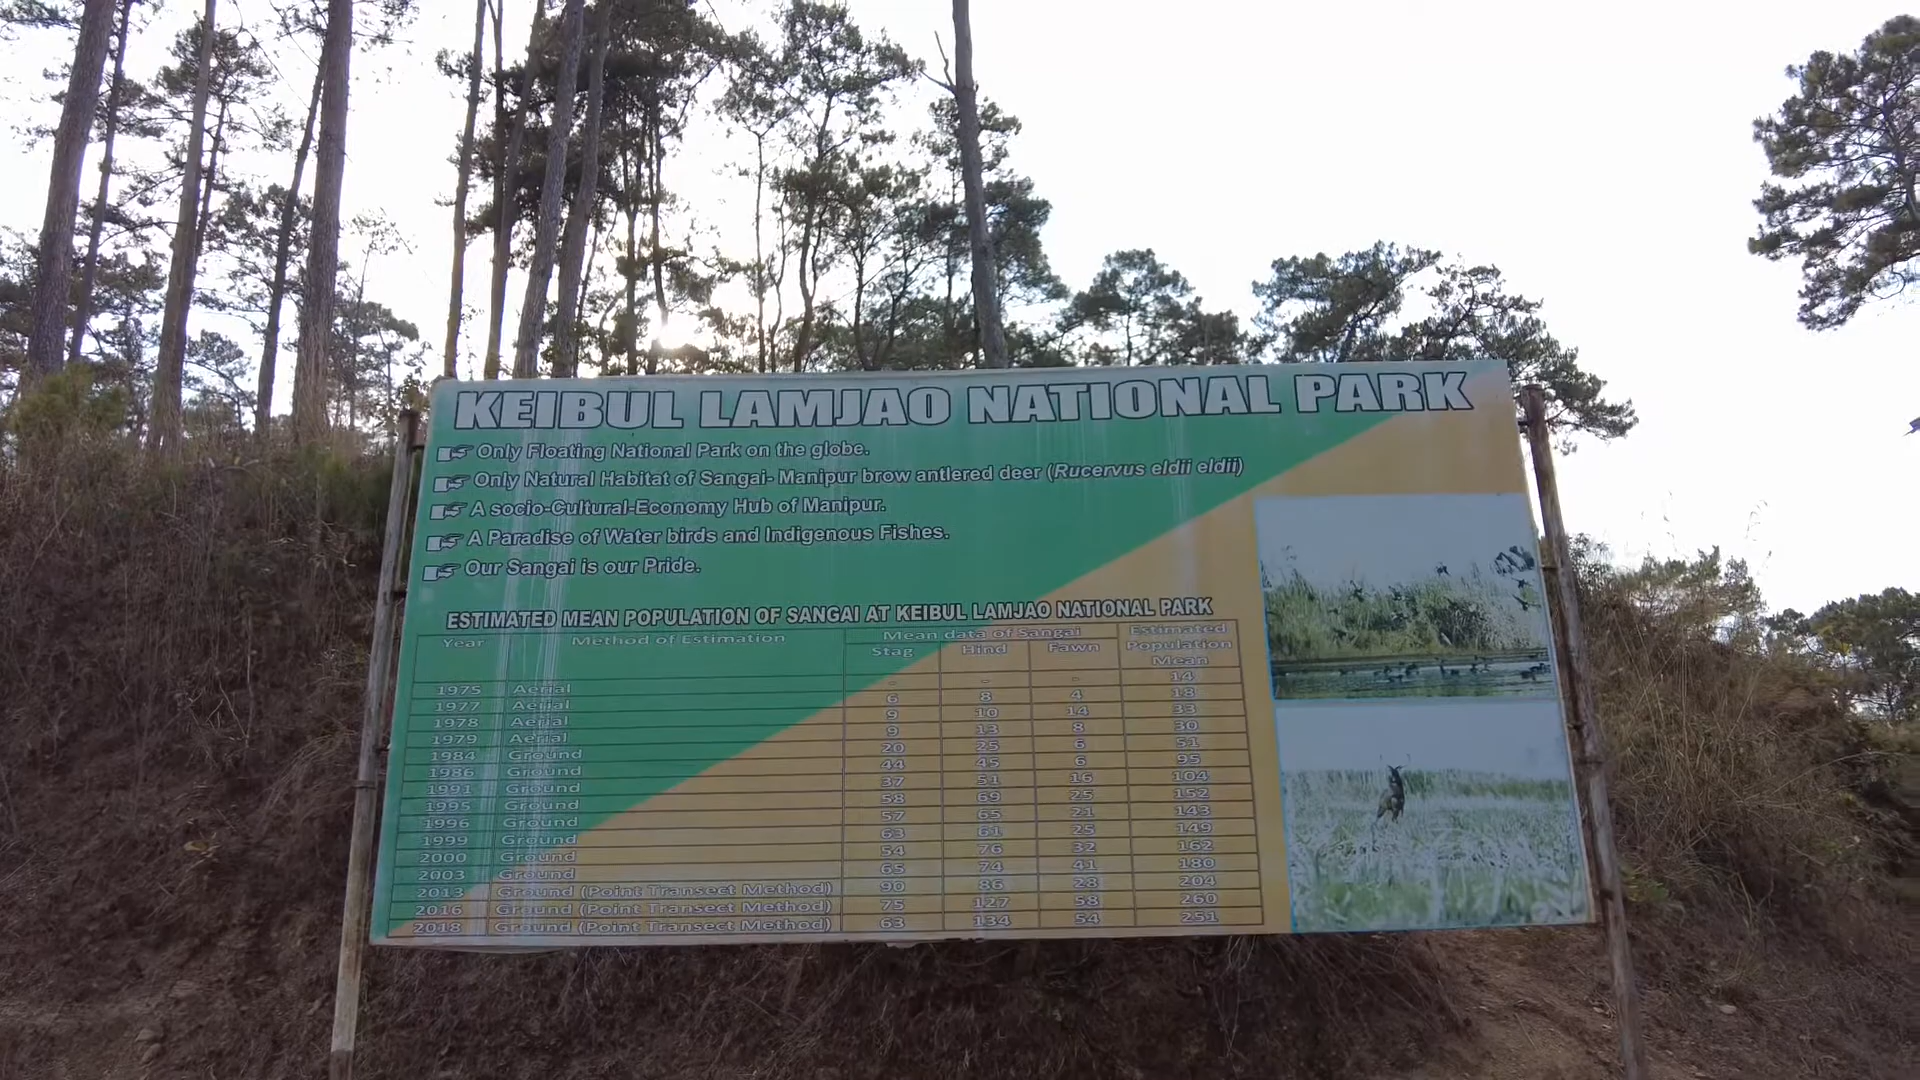 KEIBUL LAMJAO NATIONAL PARK
Only Floating National Park on the globe.
Only Natural Habitat of Sangai- Manipur brow antlered deer (Rucervus eldii eldii)
A socio-Cultural-Economy Hub of Manipur.
A Paradise of Water birds and Indigenous Fishes.
Our Sangai is our Pride.
ESTIMATED MEAN POPULATION OF SANGAI AT KEIBUL LAMJAO NATIONAL PARK
Year Method of Estimation Mean data of Sangai Estimated Population Mean
Stag Hind Fawn
1975 Aerial - - - 14
1977 Aerial 6 8 4 18
1978 Aerial 9 10 14 33
1979 Aerial 9 13 8 30
1984 Ground 20 25 6 51
1986 Ground 44 45 6 95
1991 Ground 37 51 16 104
1995 Ground 58 69 25 152
1996 Ground 57 65 21 143
1999 Ground 63 61 25 149
2000 Ground 54 76 32 162
2003 Ground 65 74 41 180
2013 Ground (Point Transect Method) 90 86 28 204
2016 Ground (Point Transect Method) 75 127 58 260
2018 Ground (Point Transect Method) 63 134 54 251